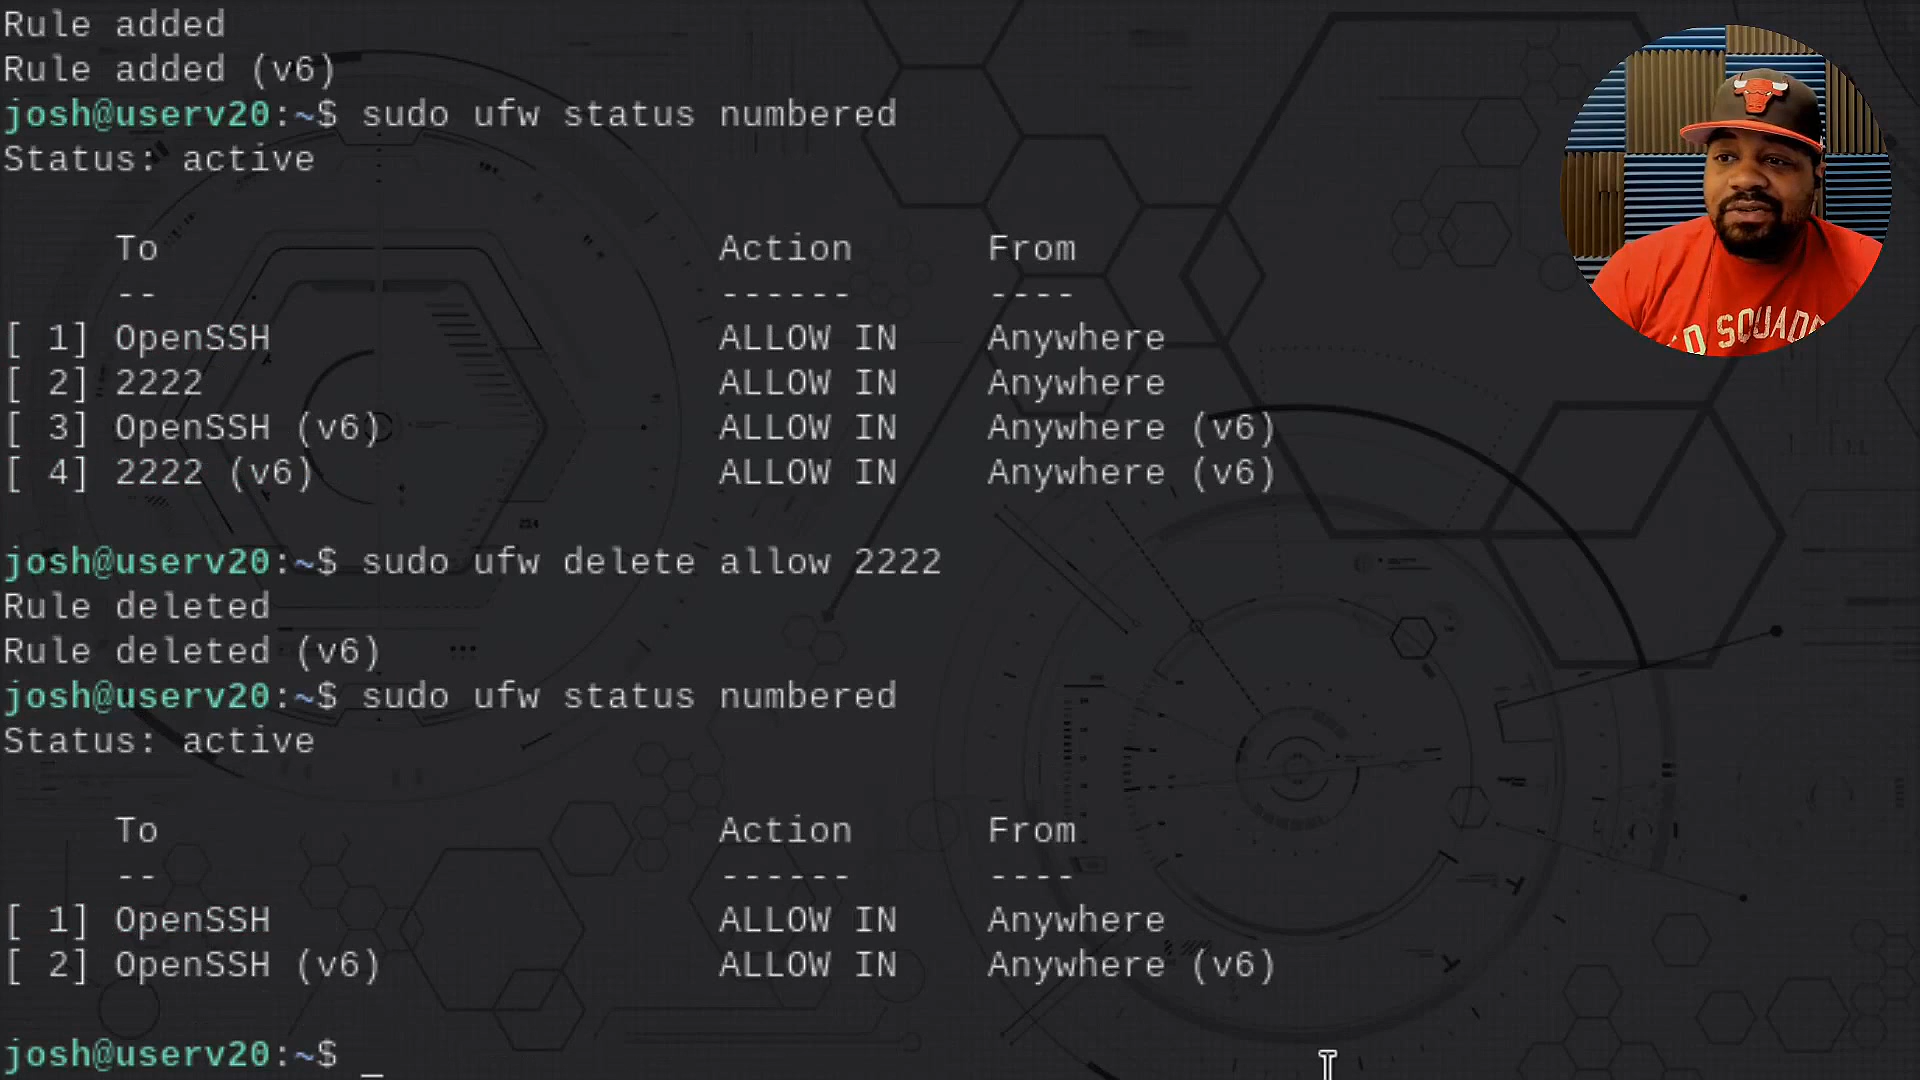 Rule added
Rule added (v6)
josh@userv20:~$ sudo ufw status numbered
Status: active
To Action From
-- ------ ----
[ 1] OpenSSH ALLOW IN Anywhere
[ 2] 2222 ALLOW IN Anywhere
[ 3] OpenSSH (v6) ALLOW IN Anywhere (v6)
[ 4] 2222 (v6) ALLOW IN Anywhere (v6)
josh@userv20:~$ sudo ufw delete allow 2222
Rule deleted
Rule deleted (v6)
josh@userv20:~$ sudo ufw status numbered
Status: active
To Action From
-- ------ ----
[ 1] OpenSSH ALLOW IN Anywhere
[ 2] OpenSSH (v6) ALLOW IN Anywhere (v6)
josh@userv20:~$ _